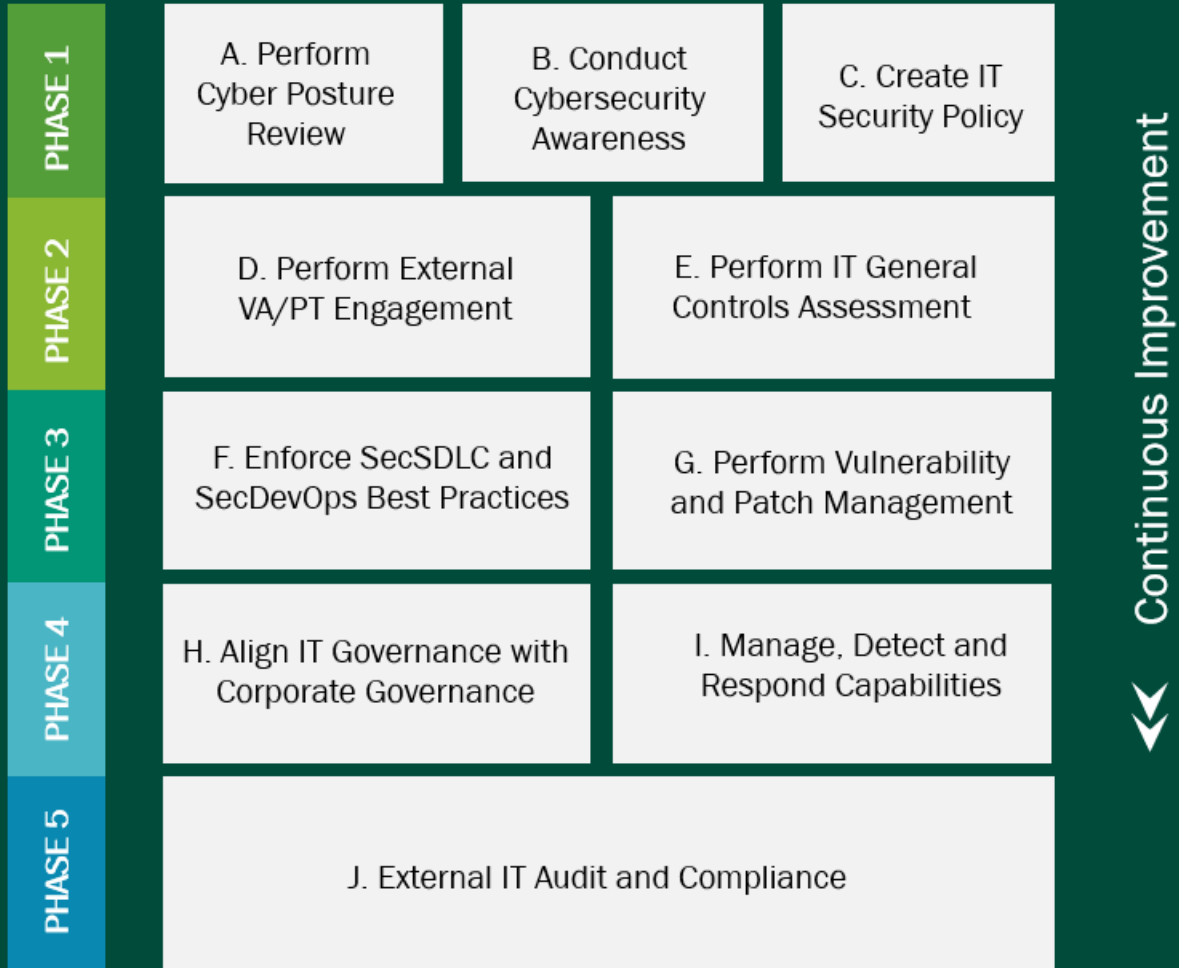 PHASE 1
A. Perform
Cyber Posture
Review
B. Conduct
Cybersecurity
Awareness
C. Create IT
Security Policy
PHASE 2
D. Perform External
VA/PT Engagement
E. Perform IT General
Controls Assessment
PHASE 3
F. Enforce SecSDLC and
SecDevOps Best Practices
G. Perform Vulnerability
and Patch Management
PHASE 4
H. Align IT Governance with
Corporate Governance
I. Manage, Detect and
Respond Capabilities
PHASE 5
J. External IT Audit and Compliance
Continuous Improvement